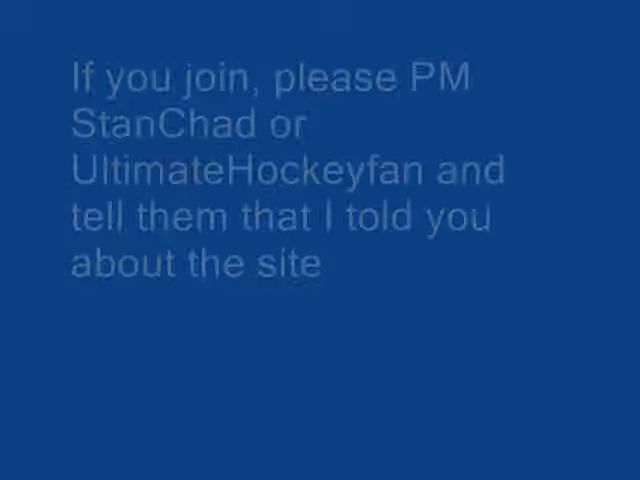 If you join, please PM
StanChad or
UltimateHockeyfan and
tell them that I told you
about the site